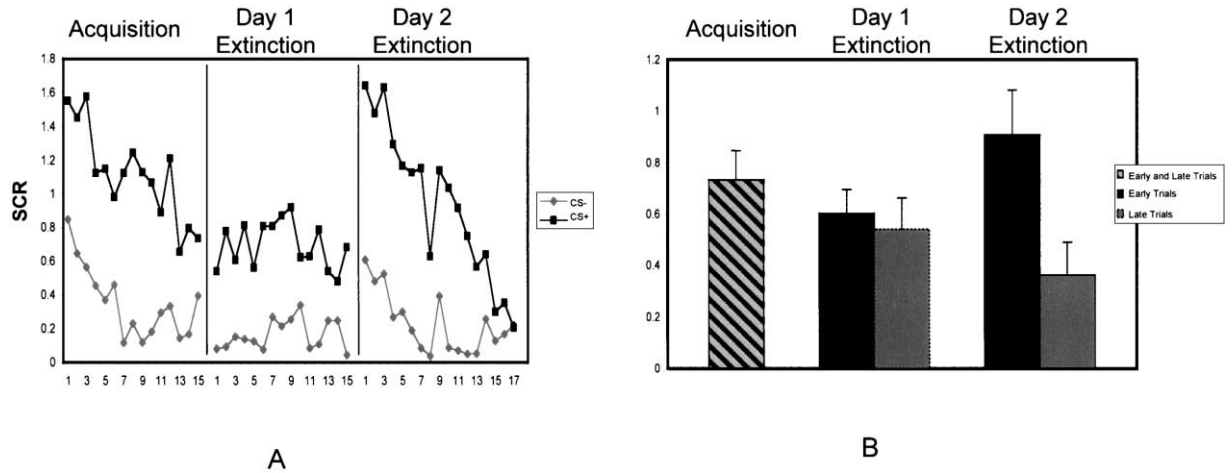 Acquisition
Day 1
Extinction
Day 2
Extinction
SCR
1.8
1.6
1.4
1.2
1
0.8
0.6
0.4
0.2
0
1 3 5 7 9 11 13 15
1 3 5 7 9 11 13 15
1 3 5 7 9 11 13 15 17
CS-
CS+
A
Acquisition
Day 1
Extinction
Day 2
Extinction
1.2
1
0.8
0.6
0.4
0.2
0
Early and Late Trials
Early Trials
Late Trials
B